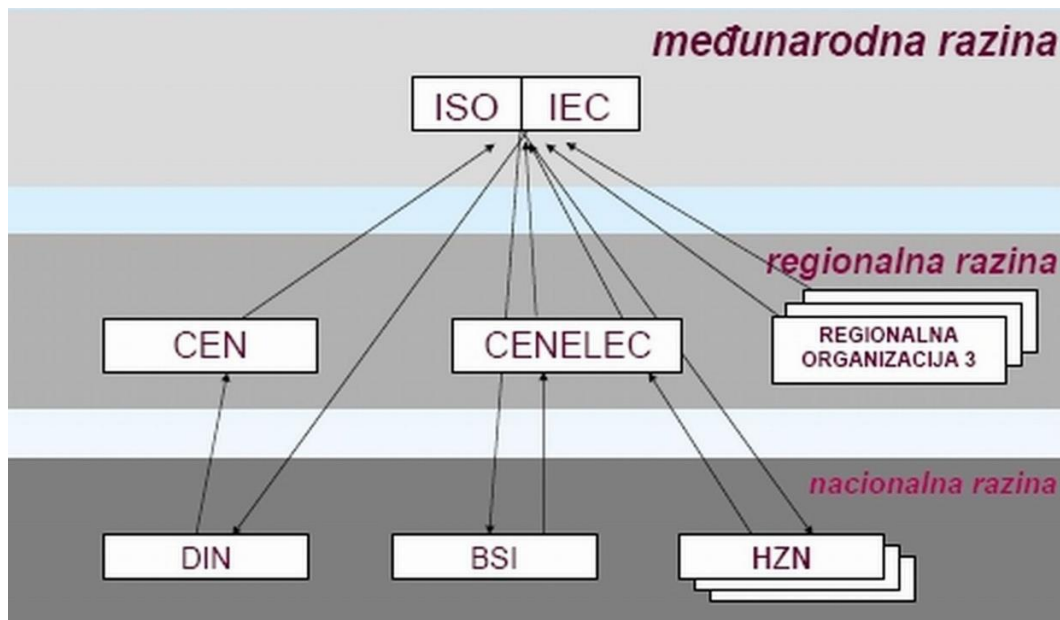 međunarodna razina
ISO IEC
regionalna razina
CEN
CENELEC
REGIONALNA
ORGANIZACIJA 3
nacionalna razina
DIN
BSI
HZN